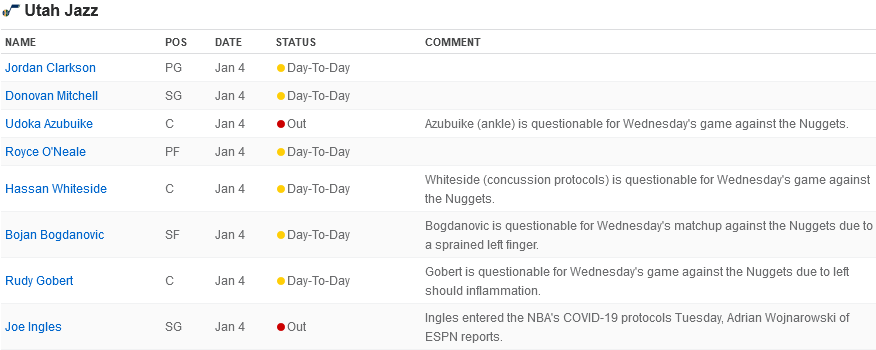 Utah Jazz
NAME POS DATE STATUS COMMENT
Jordan Clarkson PG Jan 4 Day-To-Day
Donovan Mitchell SG Jan 4 Day-To-Day
Udoka Azubuike C Jan 4 Out Azubuike (ankle) is questionable for Wednesday's game against the Nuggets.
Royce O'Neale PF Jan 4 Day-To-Day
Hassan Whiteside C Jan 4 Day-To-Day Whiteside (concussion protocols) is questionable for Wednesday's game against
the Nuggets.
Bojan Bogdanovic SF Jan 4 Day-To-Day Bogdanovic is questionable for Wednesday's matchup against the Nuggets due to
a sprained left finger.
Rudy Gobert C Jan 4 Day-To-Day Gobert is questionable for Wednesday's game against the Nuggets due to left
should inflammation.
Joe Ingles SG Jan 4 Out Ingles entered the NBA's COVID-19 protocols Tuesday, Adrian Wojnarowski of
ESPN reports.